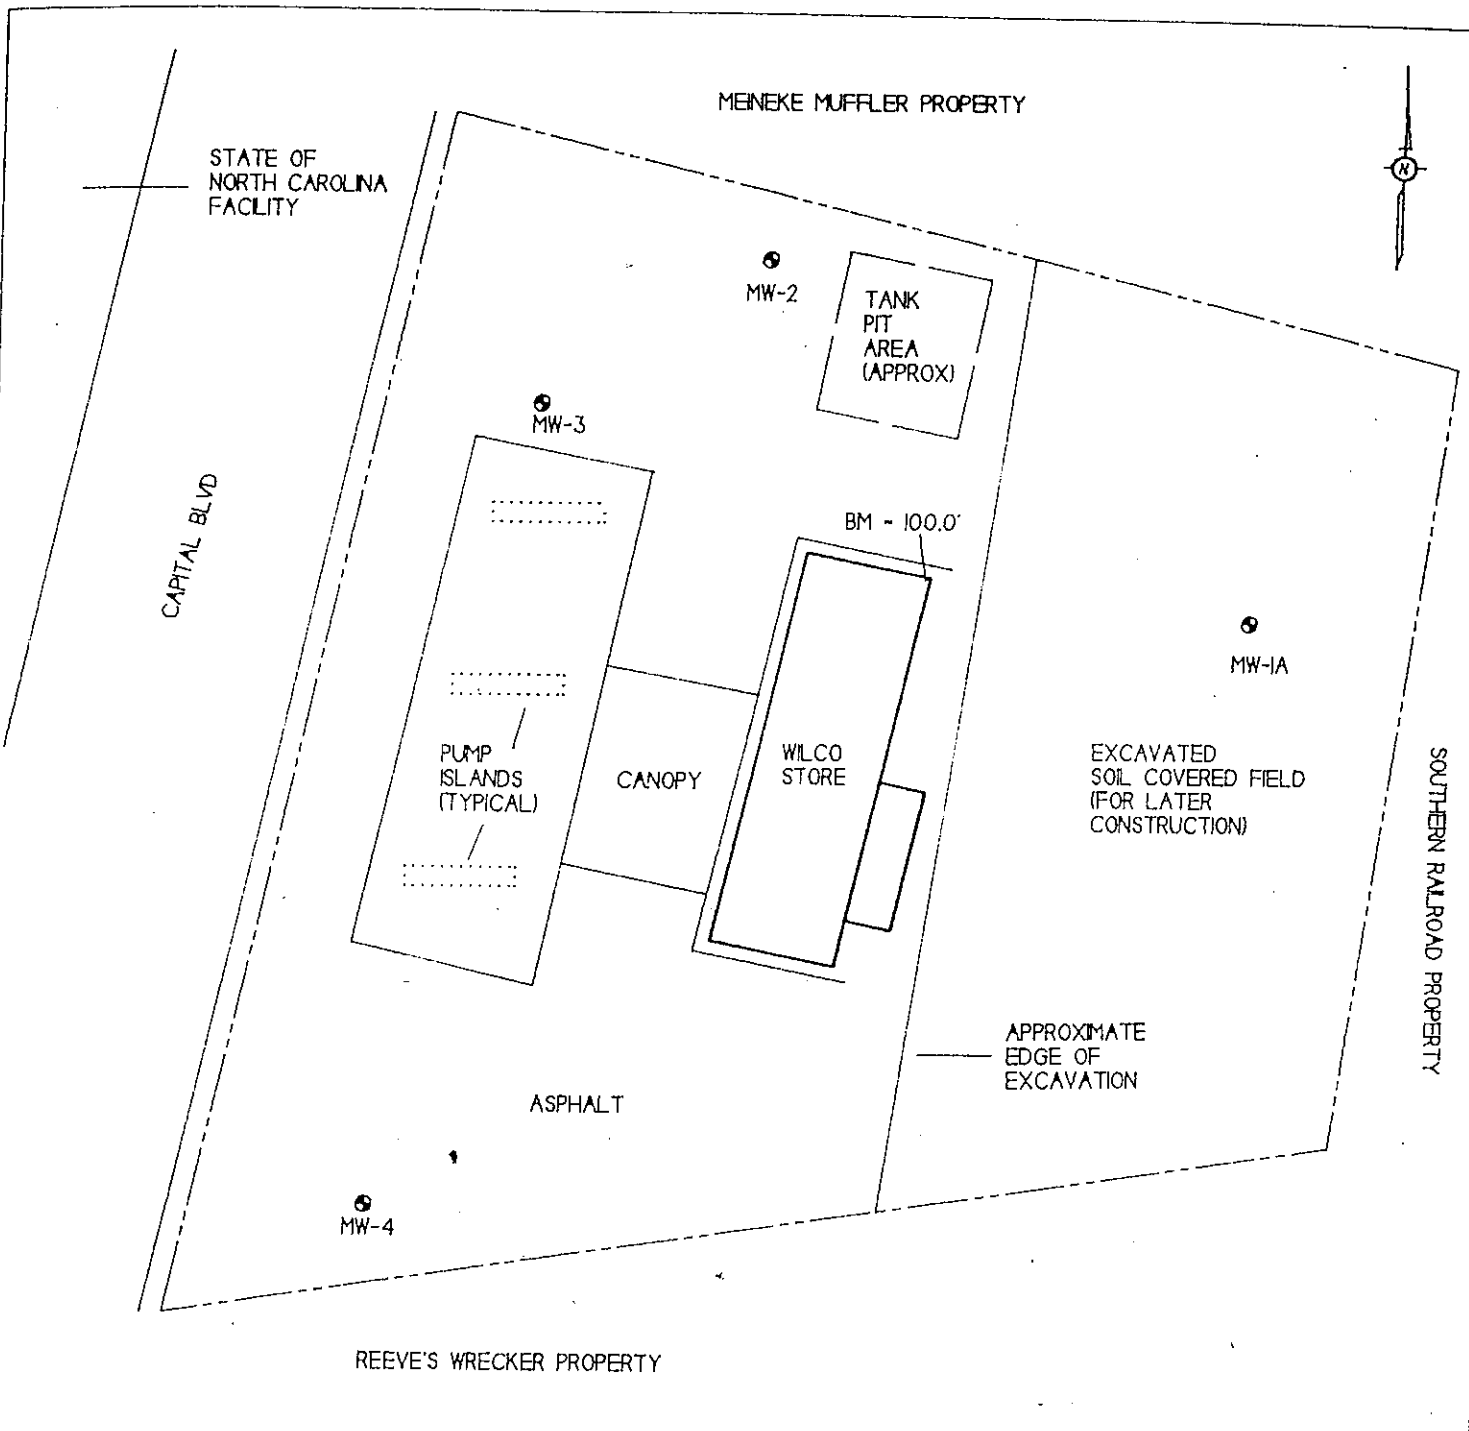 MEINEKE MUFFLER PROPERTY
STATE OF
NORTH CAROLINA
FACILITY
N
MW-2
TANK
PIT
AREA
(APPROX)
MW-3
CAPITAL BLVD
BM - 100.0'
MW-1A
PUMP
ISLANDS
(TYPICAL)
CANOPY
WILCO
STORE
EXCAVATED
SOIL COVERED FIELD
(FOR LATER
CONSTRUCTION)
SOUTHERN RAILROAD PROPERTY
APPROXIMATE
EDGE OF
EXCAVATION
ASPHALT
MW-4
REEVE'S WRECKER PROPERTY